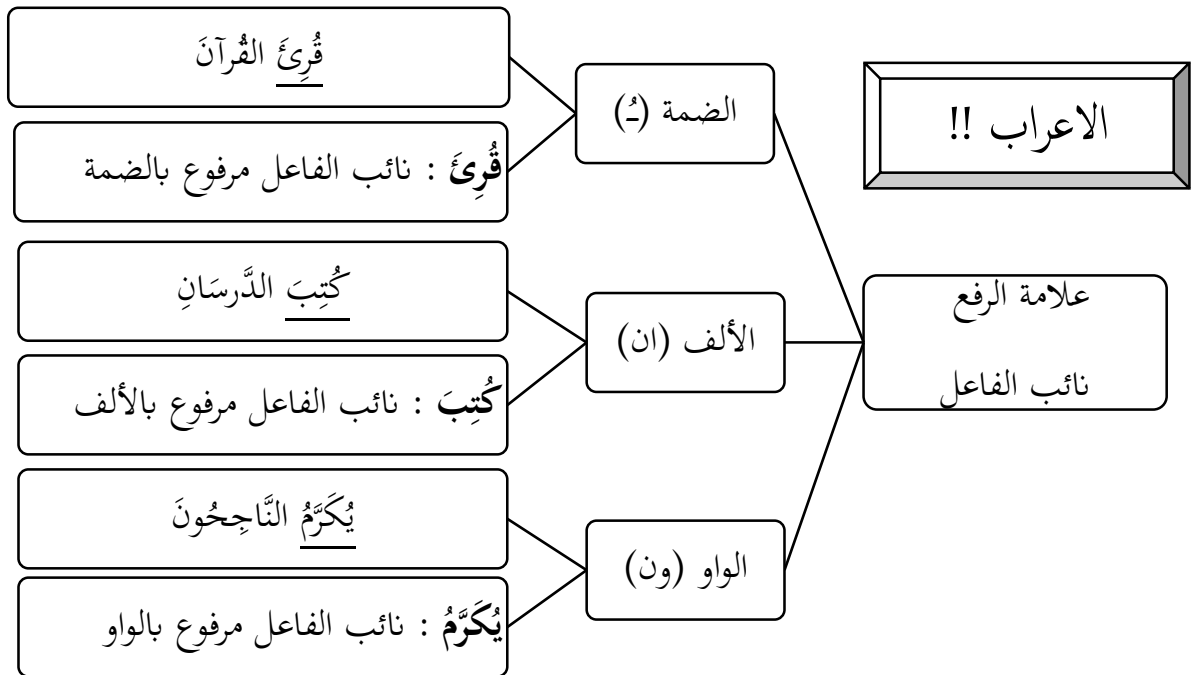 الاعراب !!
علامة الرفع
نائب الفاعل
الضمة (ـُ)
قُرِئَ القُرآنَ
قُرِئَ : نائب الفاعل مرفوع بالضمة
الألف (ان)
كُتِبَ الدَّرسَانِ
كُتِبَ : نائب الفاعل مرفوع بالألف
الواو (ون)
يُكَرَّمُ النَّاجِحُونَ
يُكَرَّمُ : نائب الفاعل مرفوع بالواو